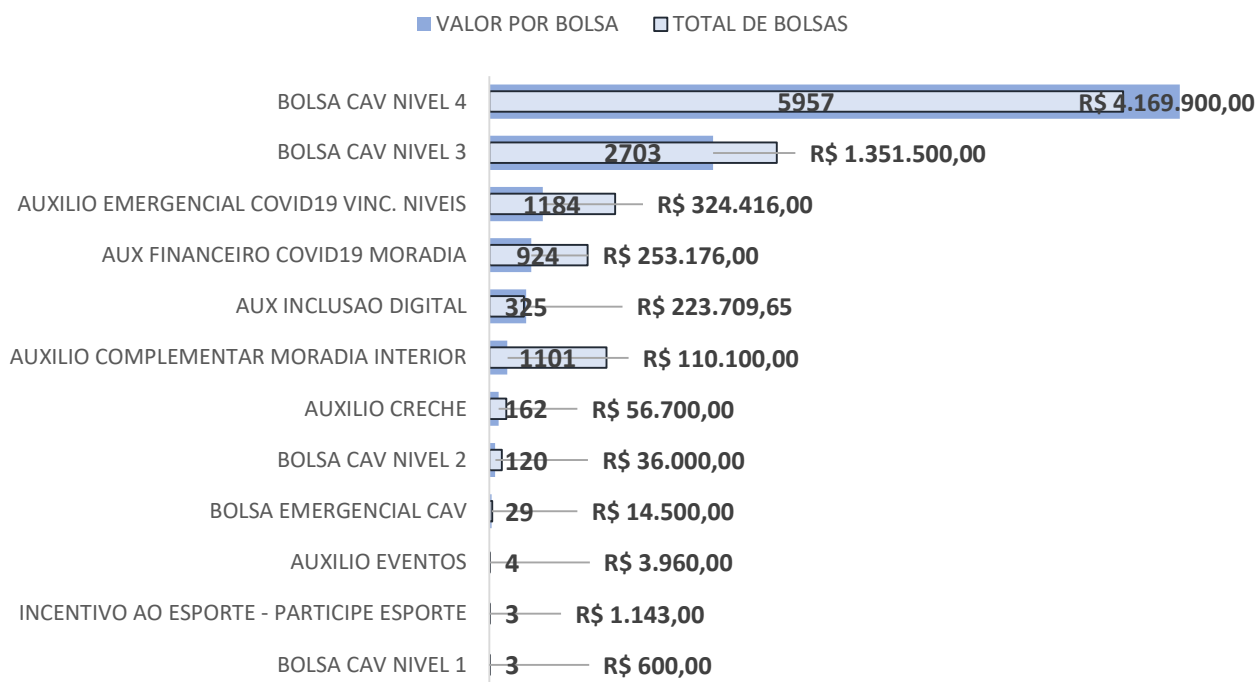 VALOR POR BOLSA TOTAL DE BOLSAS
BOLSA CAV NIVEL 4 5957 R$ 4.169.900,00
BOLSA CAV NIVEL 3 2703 R$ 1.351.500,00
AUXILIO EMERGENCIAL COVID19 VINC. NIVEIS 1184 R$ 324.416,00
AUX FINANCEIRO COVID19 MORADIA 924 R$ 253.176,00
AUX INCLUSAO DIGITAL 325 R$ 223.709,65
AUXILIO COMPLEMENTAR MORADIA INTERIOR 1101 R$ 110.100,00
AUXILIO CRECHE 162 R$ 56.700,00
BOLSA CAV NIVEL 2 120 R$ 36.000,00
BOLSA EMERGENCIAL CAV 29 R$ 14.500,00
AUXILIO EVENTOS 4 R$ 3.960,00
INCENTIVO AO ESPORTE - PARTICIPE ESPORTE 3 R$ 1.143,00
BOLSA CAV NIVEL 1 3 R$ 600,00